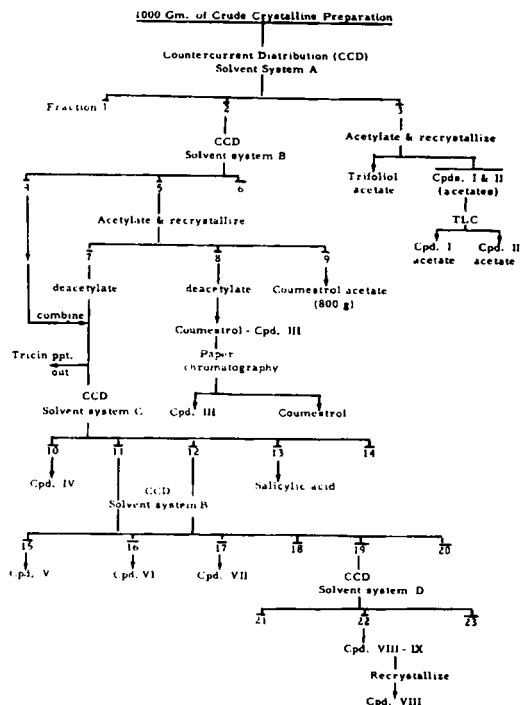 1000 Gm. of Crude Crystalline Preparation
Countercurrent Distribution (CCD)
Solvent System A
Fraction 1
2
3
CCD
Solvent system B
Acetylate & recrystallize
Trifoliol
acetate
Cpds. I & II
(acetates)
TLC
Cpd. I
acetate
Cpd. II
acetate
4
5
6
Acetylate & recrystallize
7
8
9
deacetylate
deacetylate
Coumestrol acetate
(800 g)
combine
Coumestrol - Cpd. III
Paper
chromatography
Tricin ppt.
out
Cpd. III
Coumestrol
CCD
Solvent system C
10
11
12
13
14
Cpd. IV
Salicylic acid
CCD
Solvent system B
15
16
17
18
19
20
Cpd. V
Cpd. VI
Cpd. VII
CCD
Solvent system D
21
22
23
Cpd. VIII - IX
Recrystallize
Cpd. VIII